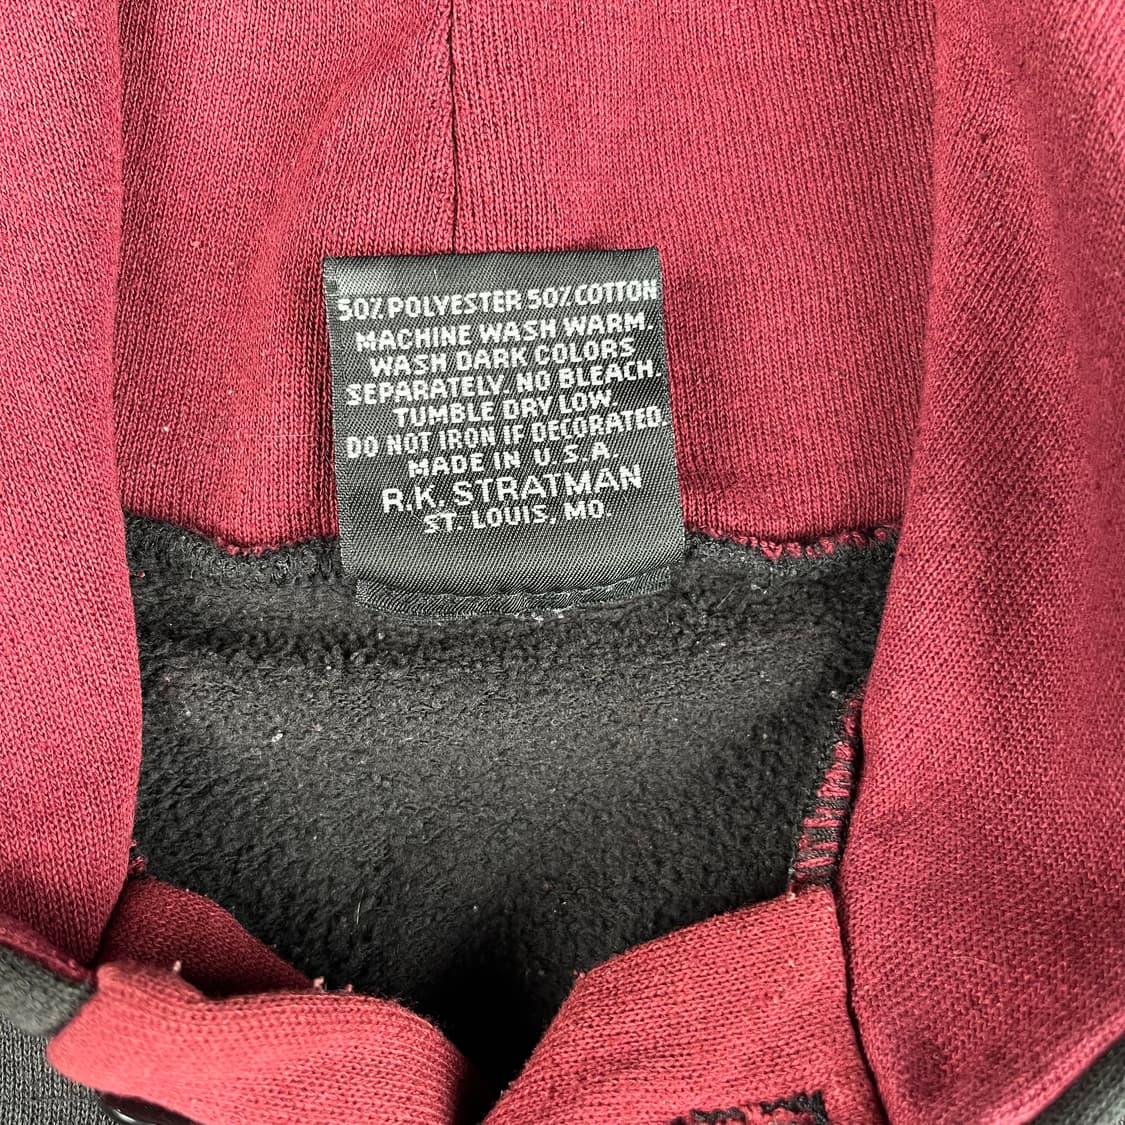 50% POLYESTER 50% COTTON
MACHINE WASH WARM.
WASH DARK COLORS
SEPARATELY. NO BLEACH.
TUMBLE DRY LOW.
DO NOT IRON IF DECORATED.
MADE IN U.S.A.
R.K. STRATMAN
ST. LOUIS, MO.